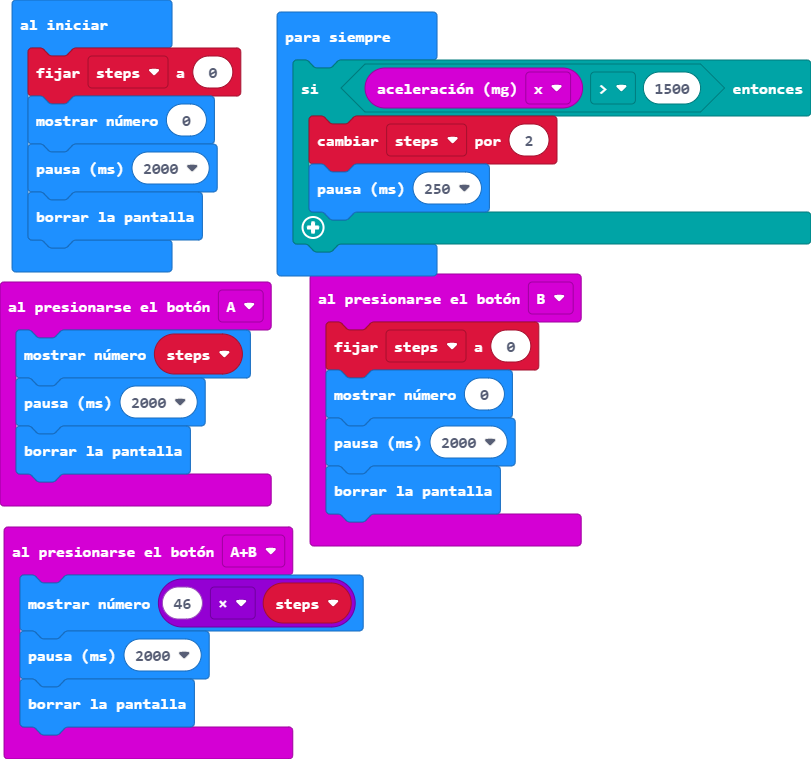 al iniciar
fijar steps a 0
mostrar número 0
pausa (ms) 2000
borrar la pantalla
para siempre
si aceleración (mg) x > 1500 entonces
cambiar steps por 2
pausa (ms) 250
al presionarse el botón A
mostrar número steps
pausa (ms) 2000
borrar la pantalla
al presionarse el botón B
fijar steps a 0
mostrar número 0
pausa (ms) 2000
borrar la pantalla
al presionarse el botón A+B
mostrar número 46 × steps
pausa (ms) 2000
borrar la pantalla